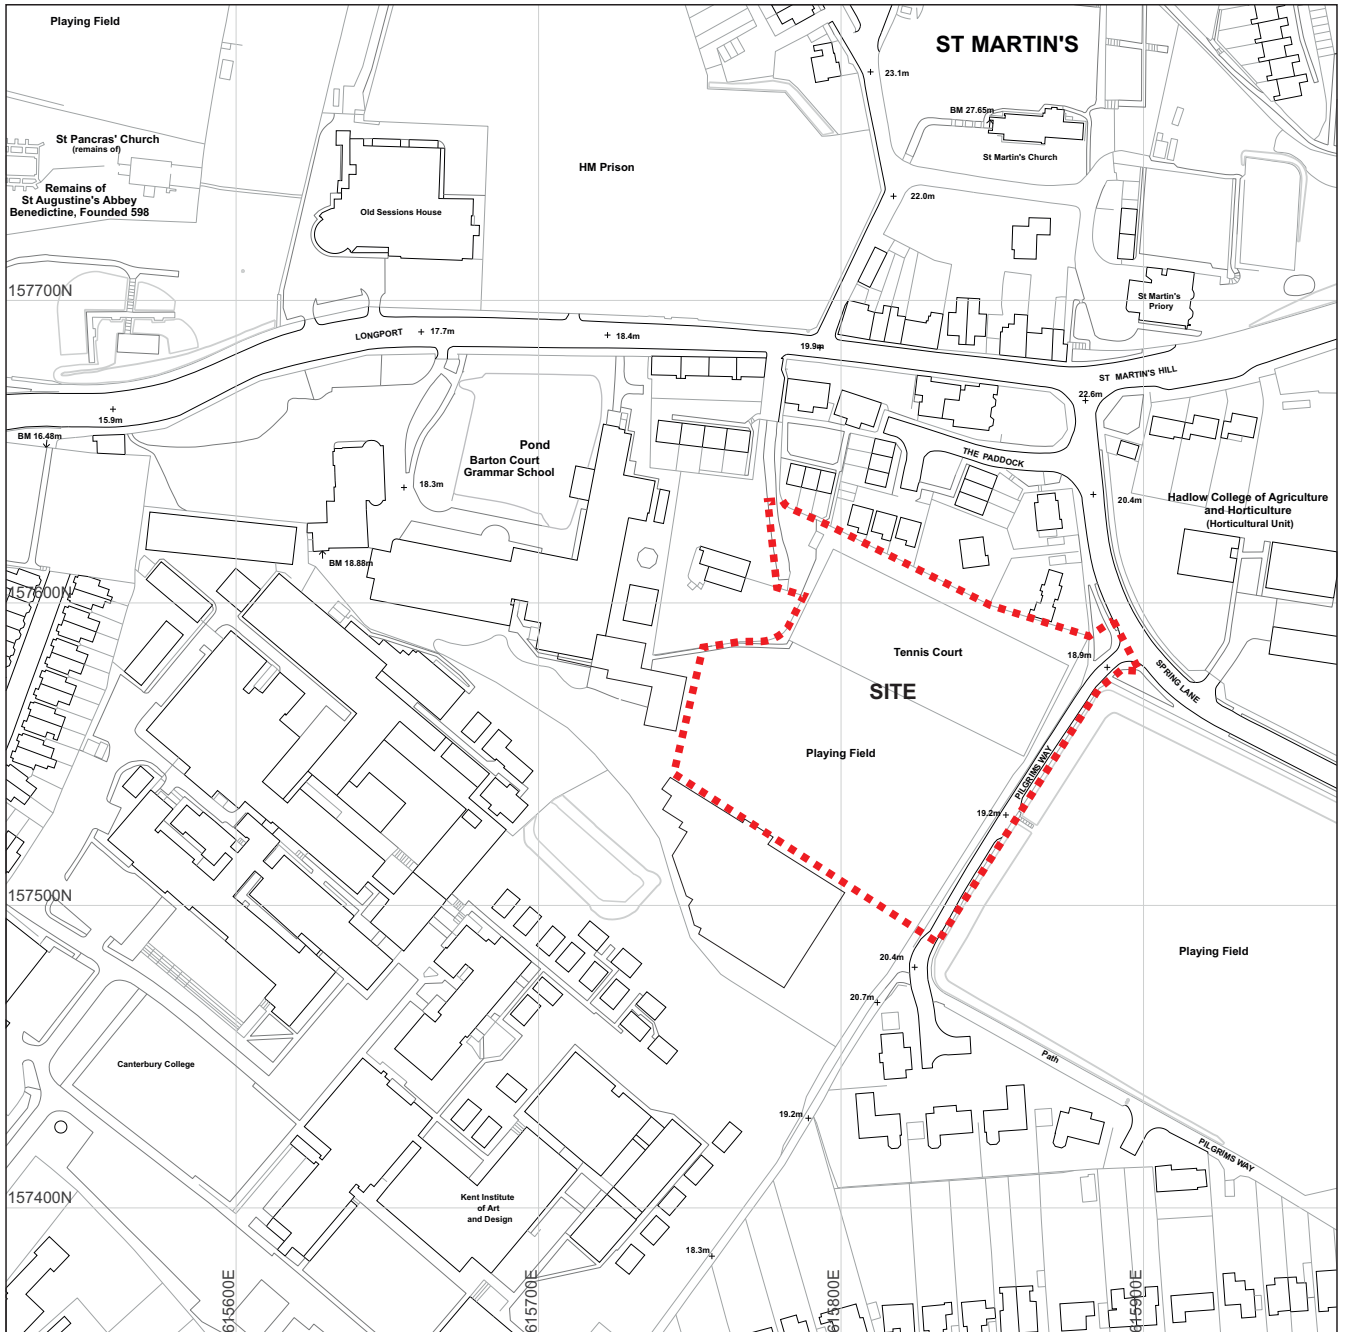 Playing Field
ST MARTIN'S
23.1m
BM 27.65m
St Pancras' Church
(remains of)
St Martin's Church
HM Prison
Remains of
St Augustine's Abbey
Benedictine, Founded 598
22.0m
Old Sessions House
157700N
St Martin's
Priory
LONGPORT
17.7m
18.4m
19.9m
ST MARTIN'S HILL
22.6m
15.9m
BM 16.48m
Pond
Barton Court
Grammar School
THE PADDOCK
18.3m
20.4m
Hadlow College of Agriculture
and Horticulture
(Horticultural Unit)
BM 18.88m
157600N
Tennis Court
18.9m
SPRING LANE
SITE
Playing Field
PILGRIMS WAY
19.2m
157500N
Playing Field
20.4m
20.7m
Path
Canterbury College
19.2m
PILGRIMS WAY
157400N
Kent Institute
of Art
and Design
18.3m
615600E
615700E
615800E
615900E